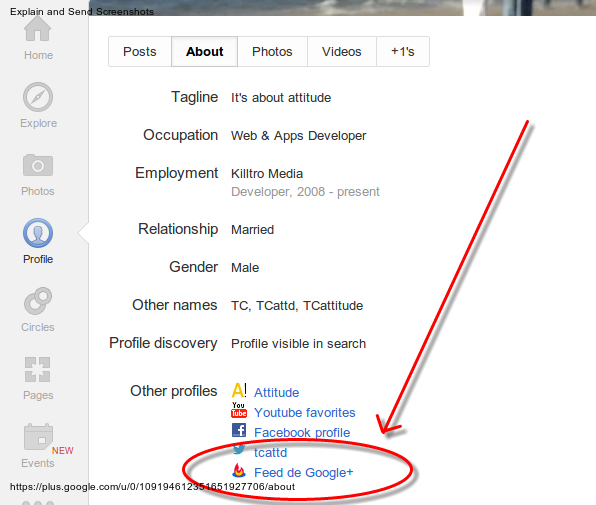 Explain and Send Screenshots
Home
Explore
Photos
Profile
Circles
Pages
NEW
Events
Posts About Photos Videos +1's
Tagline It's about attitude
Occupation Web & Apps Developer
Employment Killtro Media
Developer, 2008 - present
Relationship Married
Gender Male
Other names TC, TCattd, TCattitude
Profile discovery Profile visible in search
Other profiles A! Attitude
You
Tube Youtube favorites
f Facebook profile
tcattd
Feed de Google+
https://plus.google.com/u/0/109194612351651927706/about